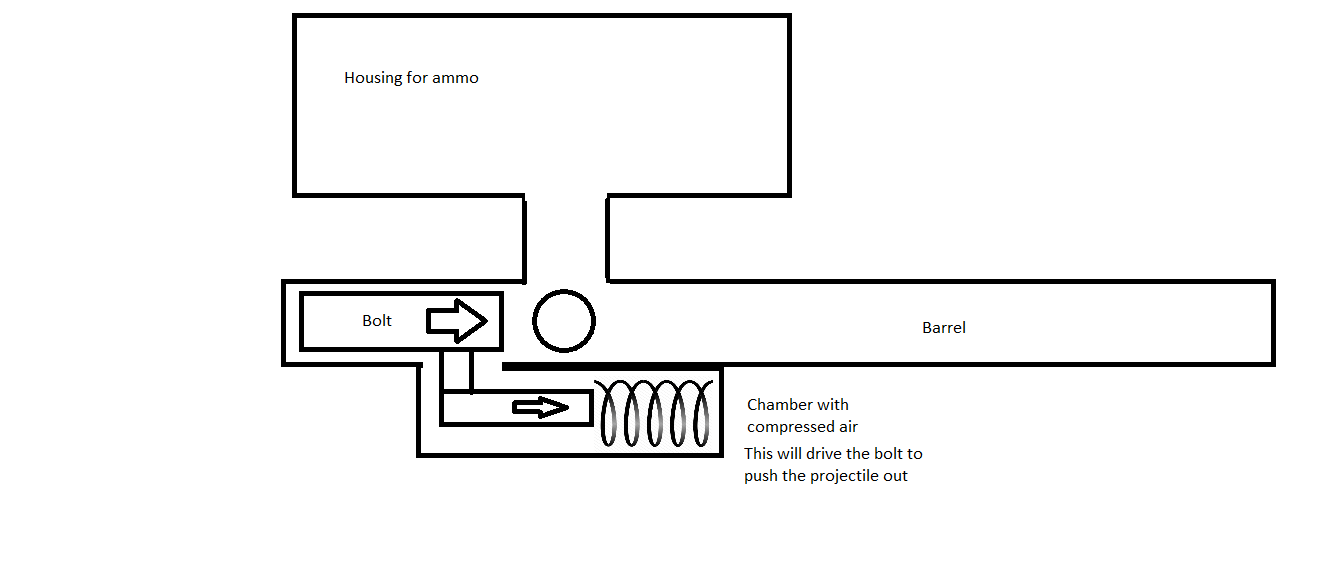 Housing for ammo
Bolt
Barrel
Chamber with
compressed air
This will drive the bolt to
push the projectile out